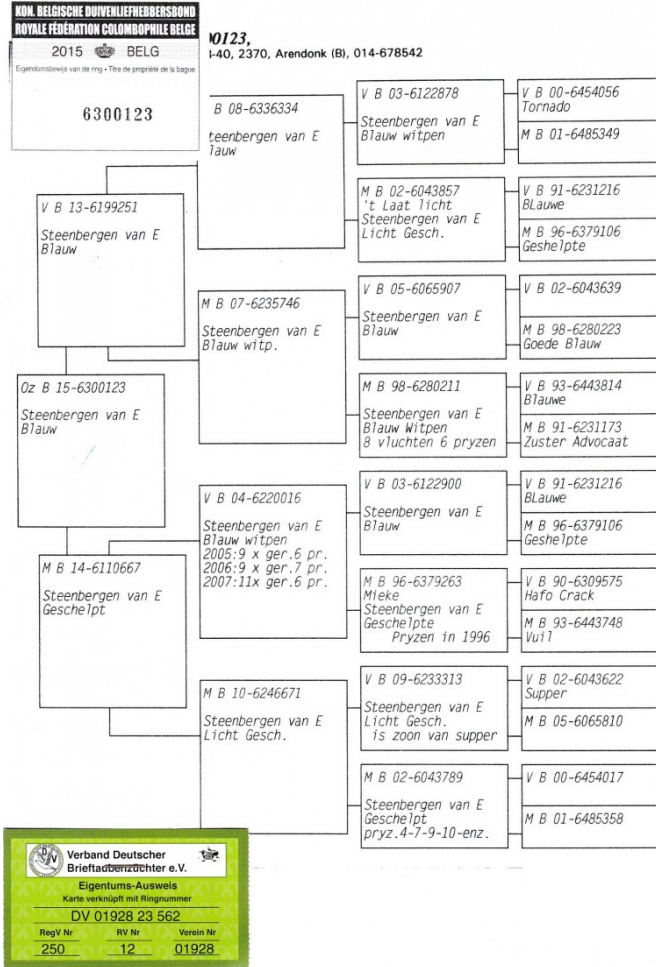 KON. BELGISCHE DUIVENLIEFHEBBERSBOND
ROYALE FÉDÉRATION COLOMBOPHILE BELGE
2015 BELG
Eigendomsbewijs van de ring • Titre de propriété de la bague
6300123
00123,
-40, 2370, Arendonk (B), 014-678542
Oz B 15-6300123
Steenbergen van E
Blauw
V B 13-6199251
Steenbergen van E
Blauw
M B 14-6110667
Steenbergen van E
Geschelpt
B 08-6336334
teenbergen van E
lauw
M B 07-6235746
Steenbergen van E
Blauw witp.
V B 04-6220016
Steenbergen van E
Blauw witpen
2005:9 x ger.6 pr.
2006:9 x ger.7 pr.
2007:11x ger.6 pr.
M B 10-6246671
Steenbergen van E
Licht Gesch.
V B 03-6122878
Steenbergen van E
Blauw witpen
M B 02-6043857
't Laat licht
Steenbergen van E
Licht Gesch.
V B 05-6065907
Steenbergen van E
Blauw
M B 98-6280211
Steenbergen van E
Blauw Witpen
8 vluchten 6 pryzen
V B 03-6122900
Steenbergen van E
Blauw
M B 96-6379263
Mieke
Steenbergen van E
Geschelpte
Pryzen in 1996
V B 09-6233313
Steenbergen van E
Licht Gesch.
is zoon van supper
M B 02-6043789
Steenbergen van E
Geschelpt
pryz.4-7-9-10-enz.
V B 00-6454056
Tornado
M B 01-6485349
V B 91-6231216
BLauwe
M B 96-6379106
Geshelpte
V B 02-6043639
M B 98-6280223
Goede Blauw
V B 93-6443814
Blauwe
M B 91-6231173
Zuster Advocaat
V B 91-6231216
BLauwe
M B 96-6379106
Geshelpte
V B 90-6309575
Hafo Crack
M B 93-6443748
Vuil
V B 02-6043622
Supper
M B 05-6065810
V B 00-6454017
M B 01-6485358
DV
Verband Deutscher
Brieftaubenzüchter e.V.
Eigentums-Ausweis
Karte verknüpft mit Ringnummer
DV 01928 23 562
RegV Nr RV Nr Verein Nr
250 12 01928